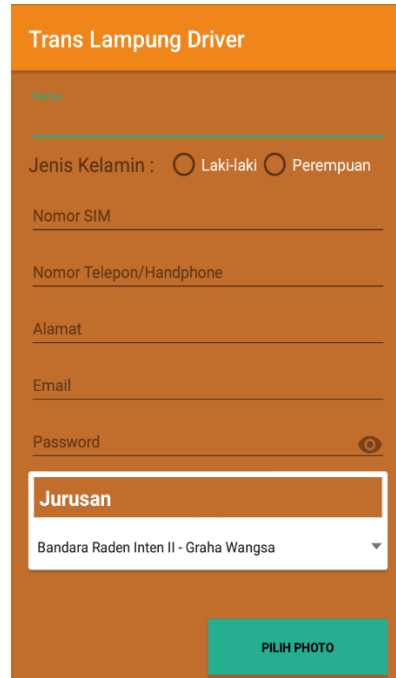 Trans Lampung Driver
Nama
Jenis Kelamin : Laki-laki Perempuan
Nomor SIM
Nomor Telepon/Handphone
Alamat
Email
Password
Jurusan
Bandara Raden Inten II - Graha Wangsa
PILIH PHOTO